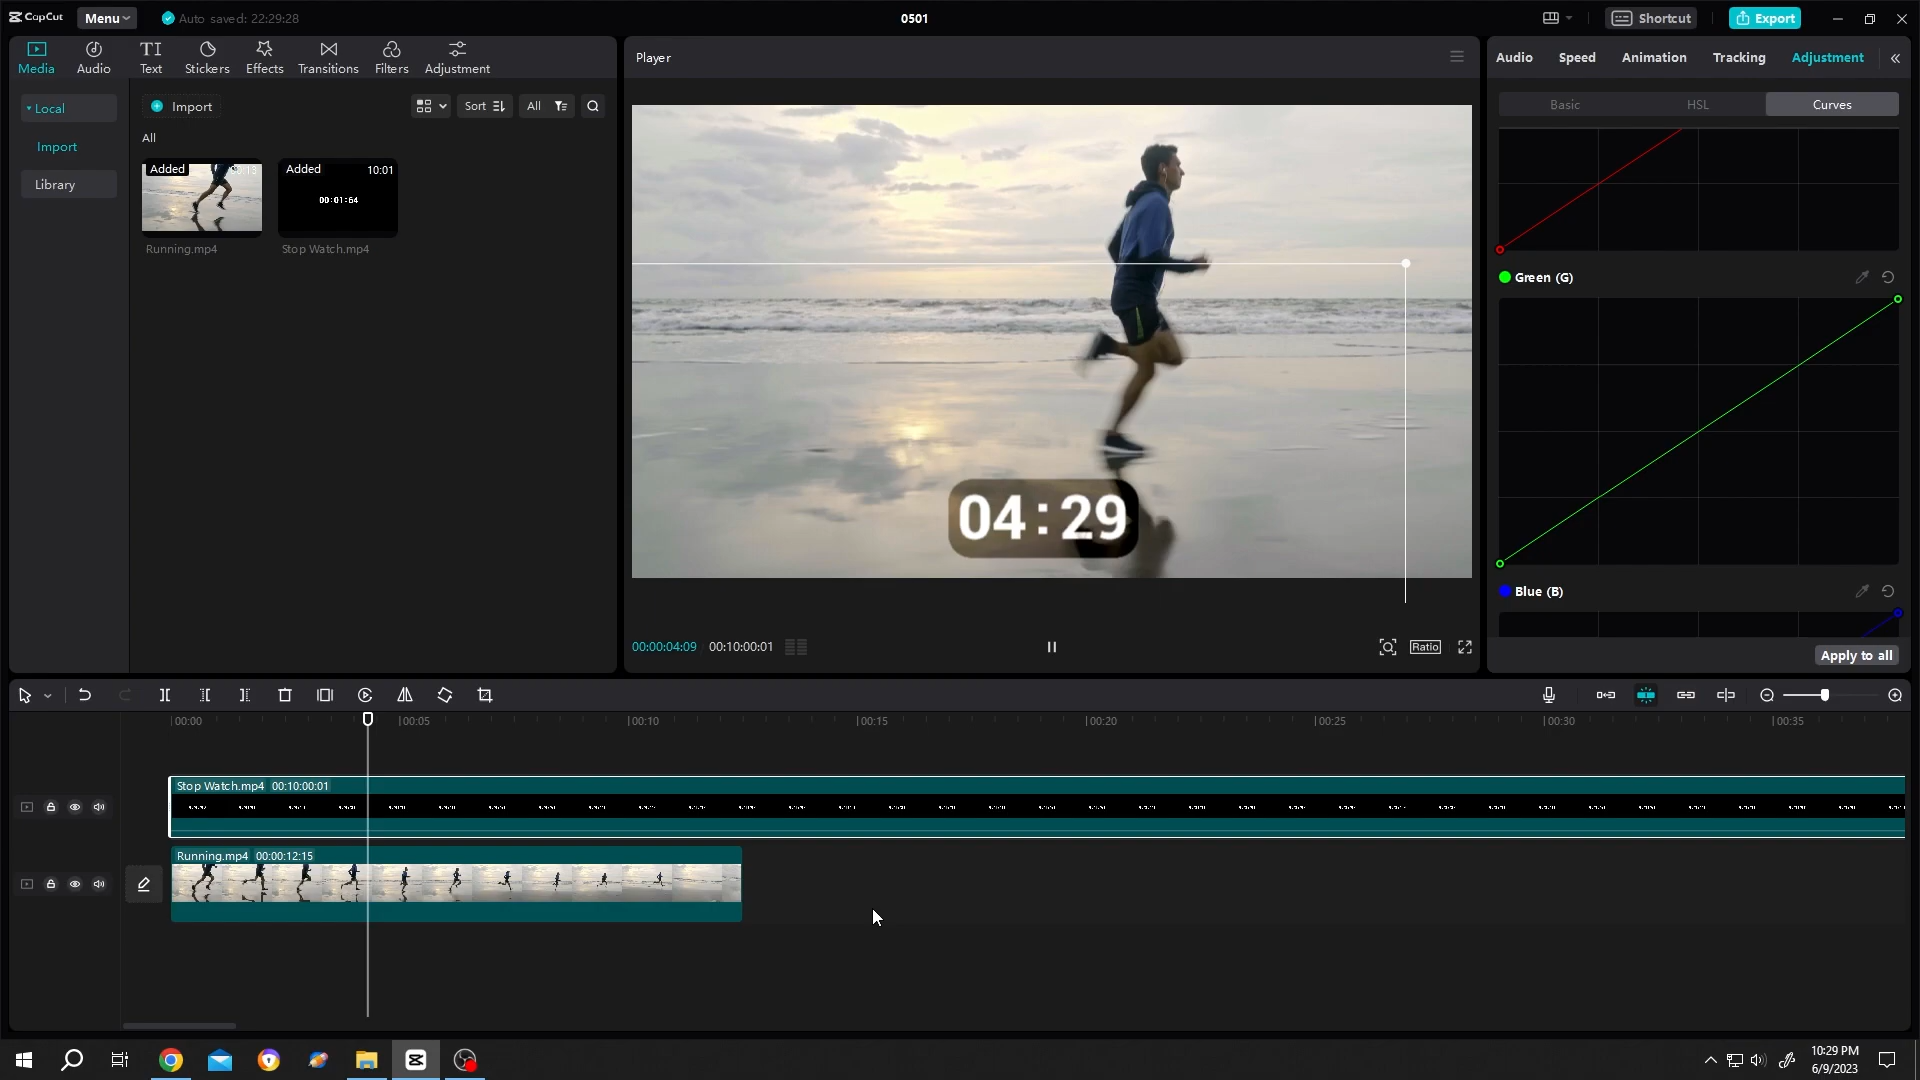 CapCut Menu Auto saved: 22:29:28 0501 Shortcut Export
Media Audio Text Stickers Effects Transitions Filters Adjustment
Local
Import
Library
Import Sort All
All
Added
Added 10:01
00:01:64
Running.mp4 Stop Watch.mp4
Player
04:29
00:00:04:09 00:10:00:01
Ratio
Audio Speed Animation Tracking Adjustment
Basic HSL Curves
Green (G)
Blue (B)
Apply to all
00:00 00:05 00:10 00:15 00:20 00:25 00:30 00:35
Stop Watch.mp4 00:10:00:01
Running.mp4 00:00:12:15
10:29 PM
6/9/2023